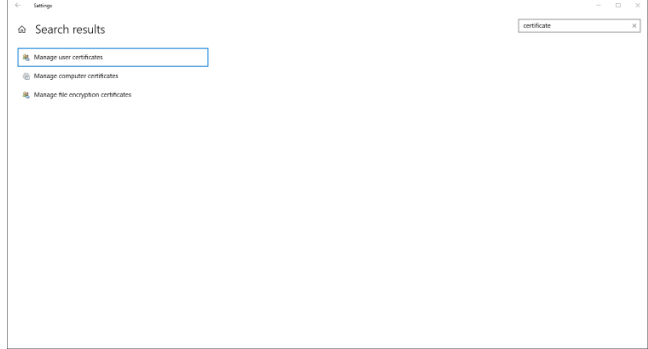 Settings
Search results
certificate
Manage user certificates
Manage computer certificates
Manage file encryption certificates